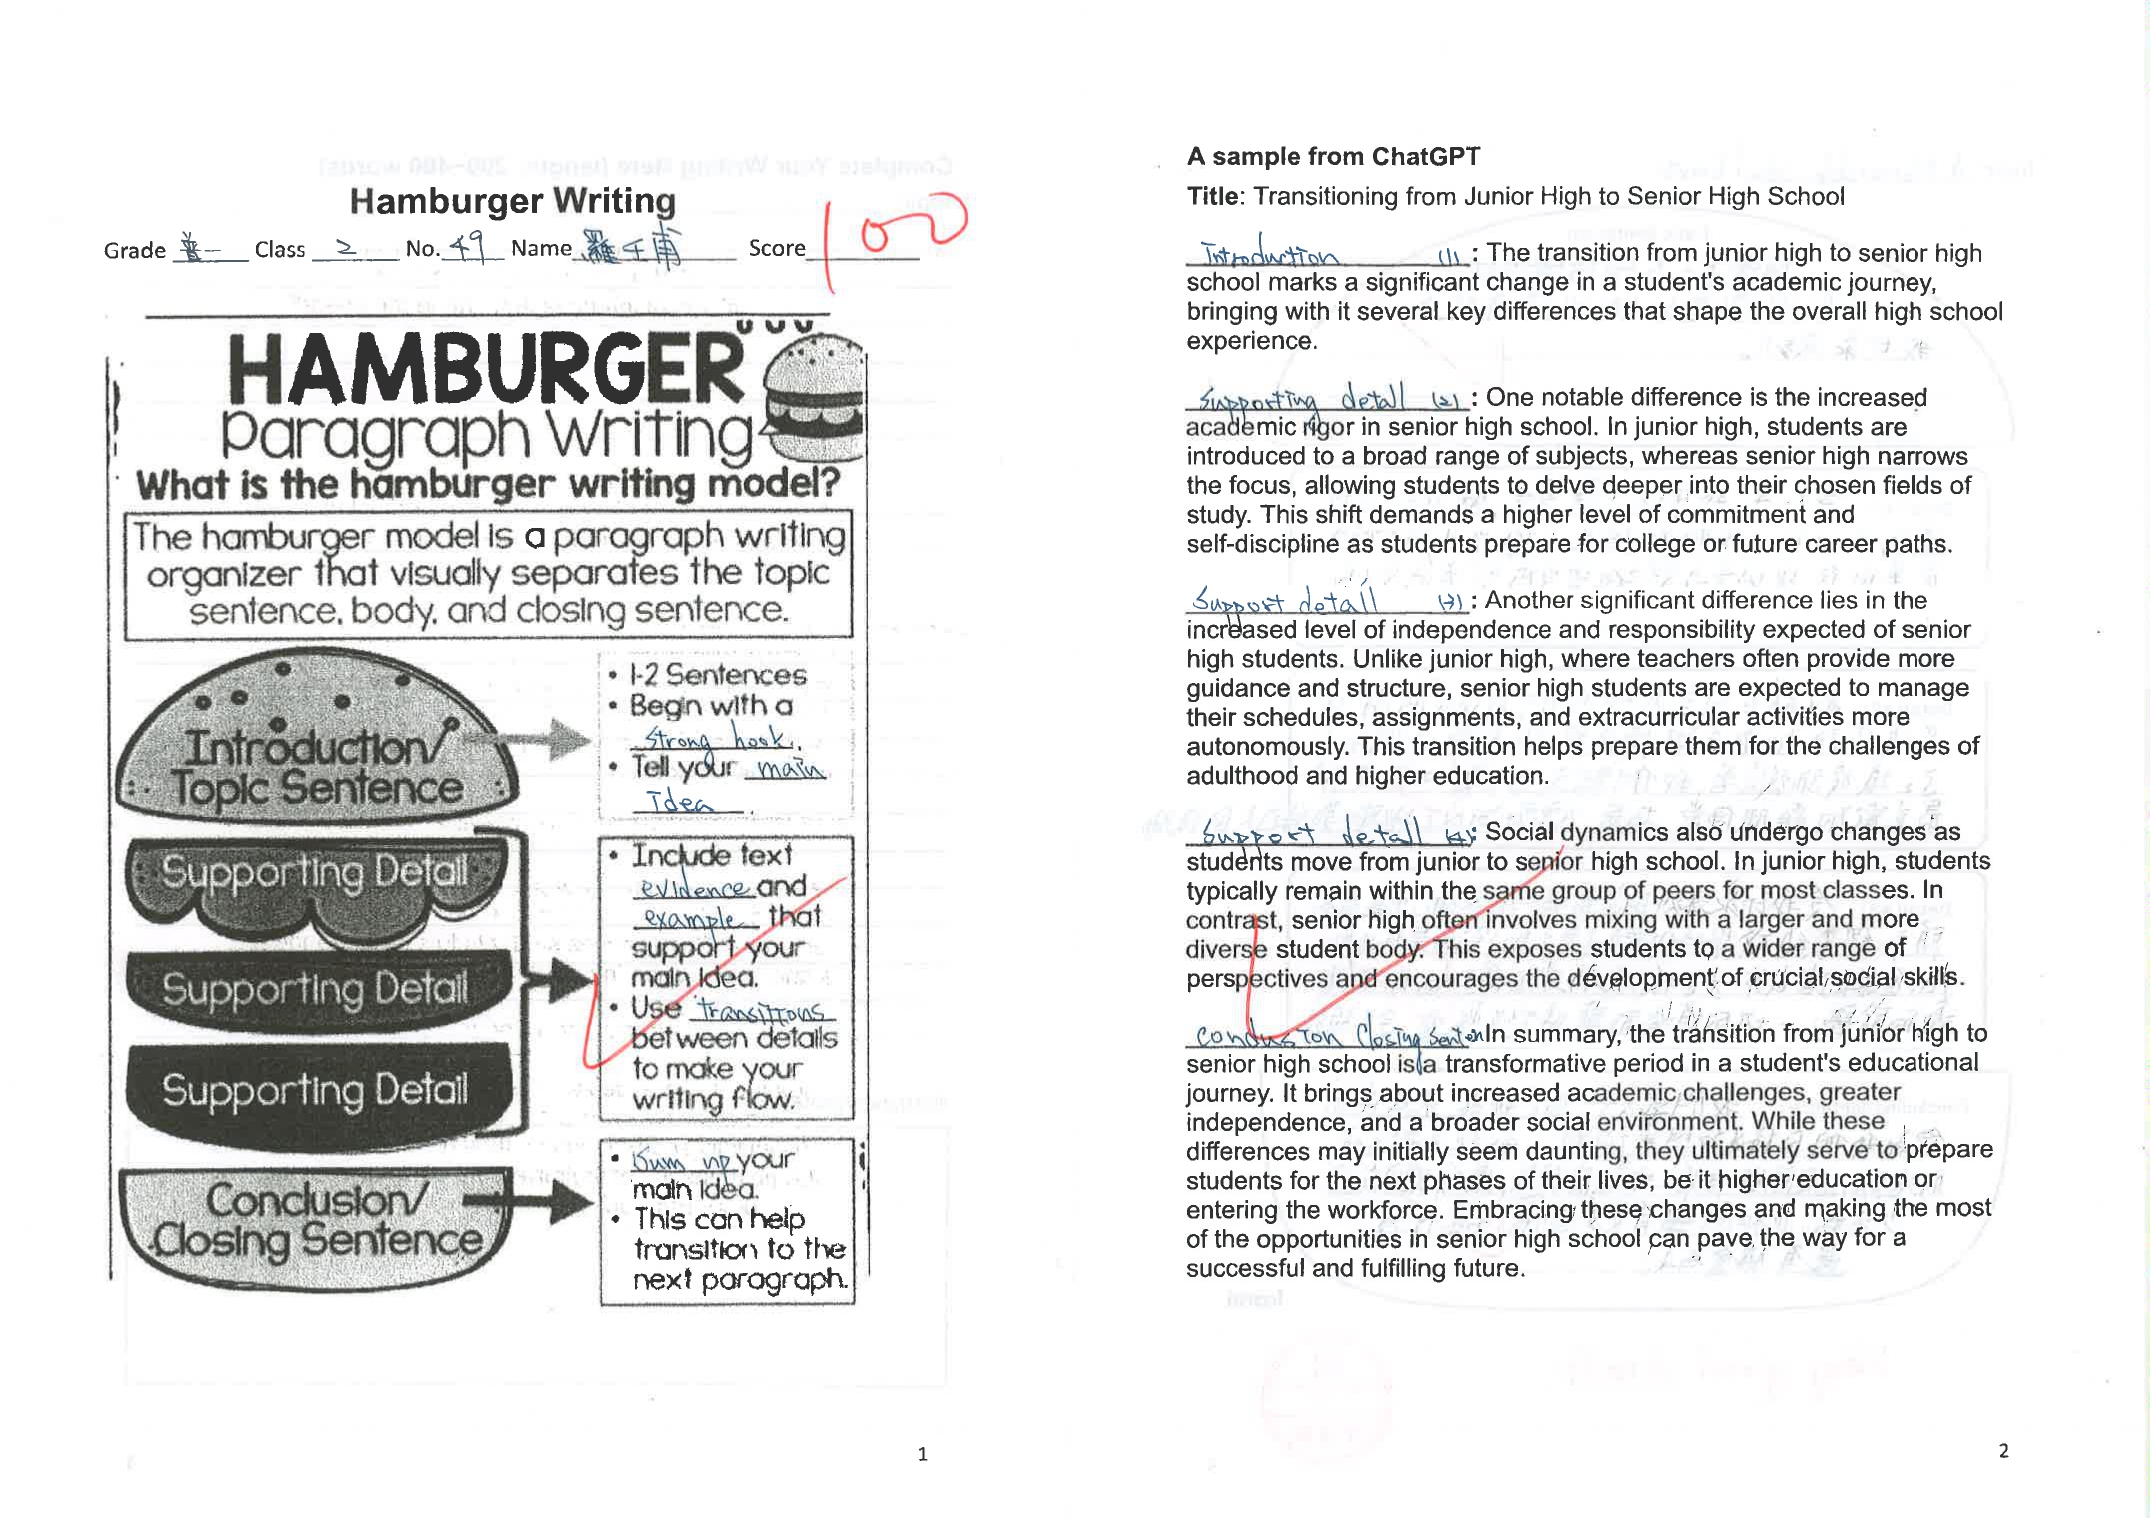 Hamburger Writing
Grade 普一 Class 2 No. 49 Name 羅壬甫 Score 100
HAMBURGER
Paragraph Writing
What is the hamburger writing model?
The hamburger model is a paragraph writing
organizer that visually separates the topic
sentence, body, and closing sentence.
Introduction/
Topic Sentence
• 1-2 Sentences
• Begin with a
strong hook.
• Tell your main
idea.
Supporting Detail
Supporting Detail
Supporting Detail
• Include text
evidence and
example that
support your
main idea.
• Use transitions
between details
to make your
writing flow.
Conclusion/
Closing Sentence
• Sum up your
main idea.
• This can help
transition to the
next paragraph.
1
A sample from ChatGPT
Title: Transitioning from Junior High to Senior High School
Introduction (1) : The transition from junior high to senior high
school marks a significant change in a student's academic journey,
bringing with it several key differences that shape the overall high school
experience.
Supporting detail (2) : One notable difference is the increased
academic rigor in senior high school. In junior high, students are
introduced to a broad range of subjects, whereas senior high narrows
the focus, allowing students to delve deeper into their chosen fields of
study. This shift demands a higher level of commitment and
self-discipline as students prepare for college or future career paths.
Support detail (3) : Another significant difference lies in the
increased level of independence and responsibility expected of senior
high students. Unlike junior high, where teachers often provide more
guidance and structure, senior high students are expected to manage
their schedules, assignments, and extracurricular activities more
autonomously. This transition helps prepare them for the challenges of
adulthood and higher education.
Support detail (4): Social dynamics also undergo changes as
students move from junior to senior high school. In junior high, students
typically remain within the same group of peers for most classes. In
contrast, senior high often involves mixing with a larger and more
diverse student body. This exposes students to a wider range of
perspectives and encourages the development of crucial social skills.
Conclusion Closing Senten In summary, the transition from junior high to
senior high school is a transformative period in a student's educational
journey. It brings about increased academic challenges, greater
independence, and a broader social environment. While these
differences may initially seem daunting, they ultimately serve to prepare
students for the next phases of their lives, be it higher education or
entering the workforce. Embracing these changes and making the most
of the opportunities in senior high school can pave the way for a
successful and fulfilling future.
2